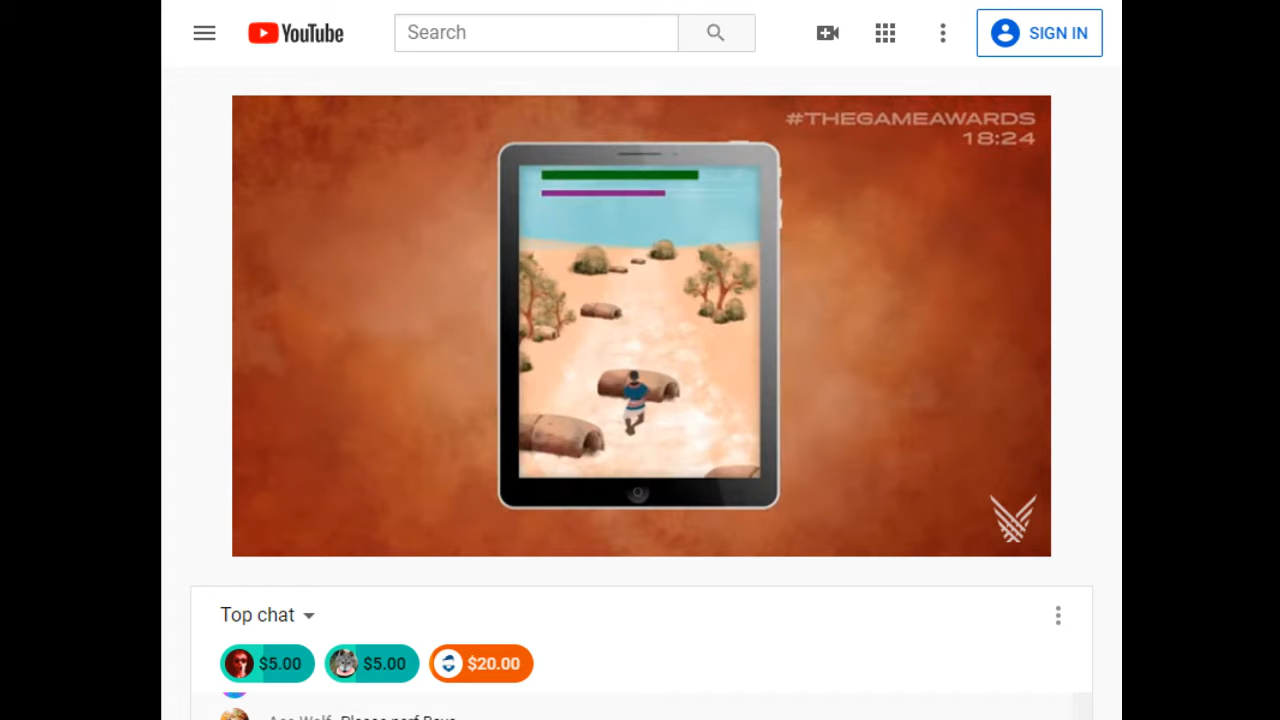 YouTube
Search
SIGN IN
#THEGAMEAWARDS
18:24
Top chat
$5.00
$5.00
$20.00